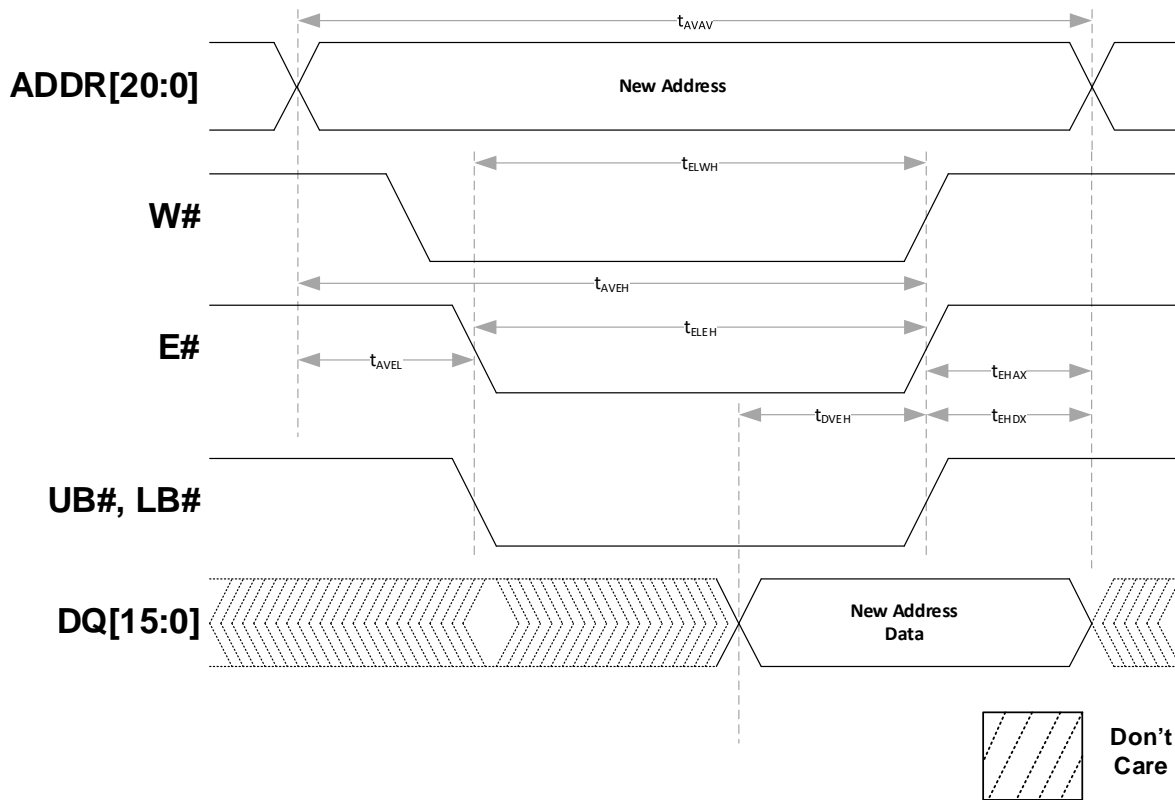 tAVAV
ADDR[20:0]
New Address
tELWH
W#
tAVEH
tELEH
E#
tAVEL
tEHAX
tDVEH
tEHDX
UB#, LB#
DQ[15:0]
New Address
Data
Don't
Care